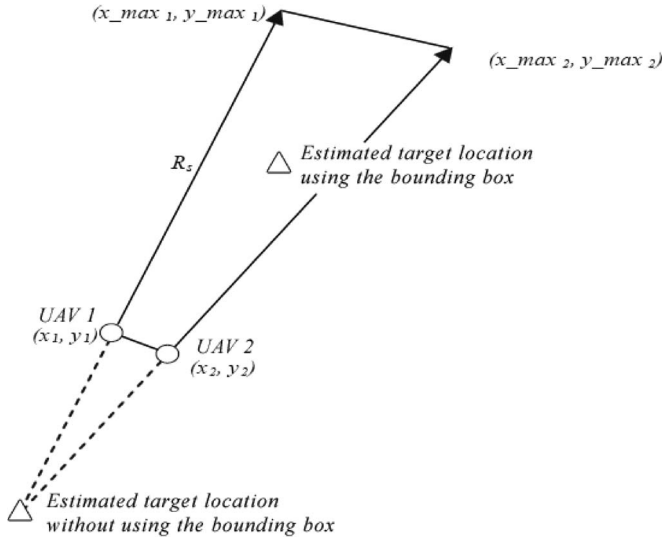 (x_max ₁, y_max ₁)
(x_max ₂, y_max ₂)
Estimated target location
using the bounding box
Rₛ
UAV 1
(x₁, y₁)
UAV 2
(x₂, y₂)
Estimated target location
without using the bounding box